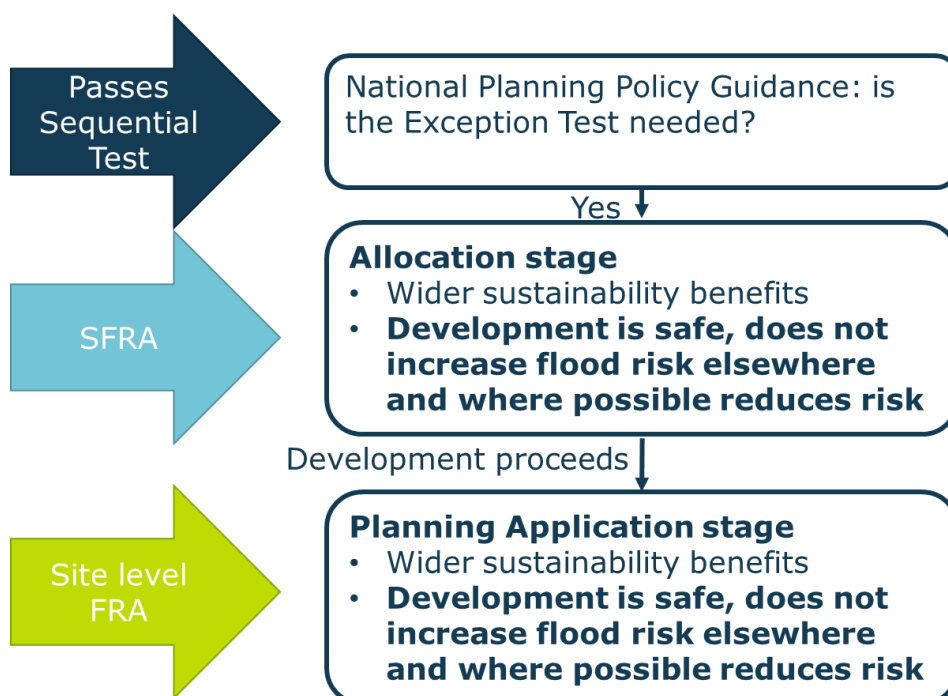 Passes
Sequential
Test
National Planning Policy Guidance: is
the Exception Test needed?
Yes
SFRA
Allocation stage
• Wider sustainability benefits
• Development is safe, does not
increase flood risk elsewhere
and where possible reduces risk
Development proceeds
Site level
FRA
Planning Application stage
• Wider sustainability benefits
• Development is safe, does not
increase flood risk elsewhere
and where possible reduces risk